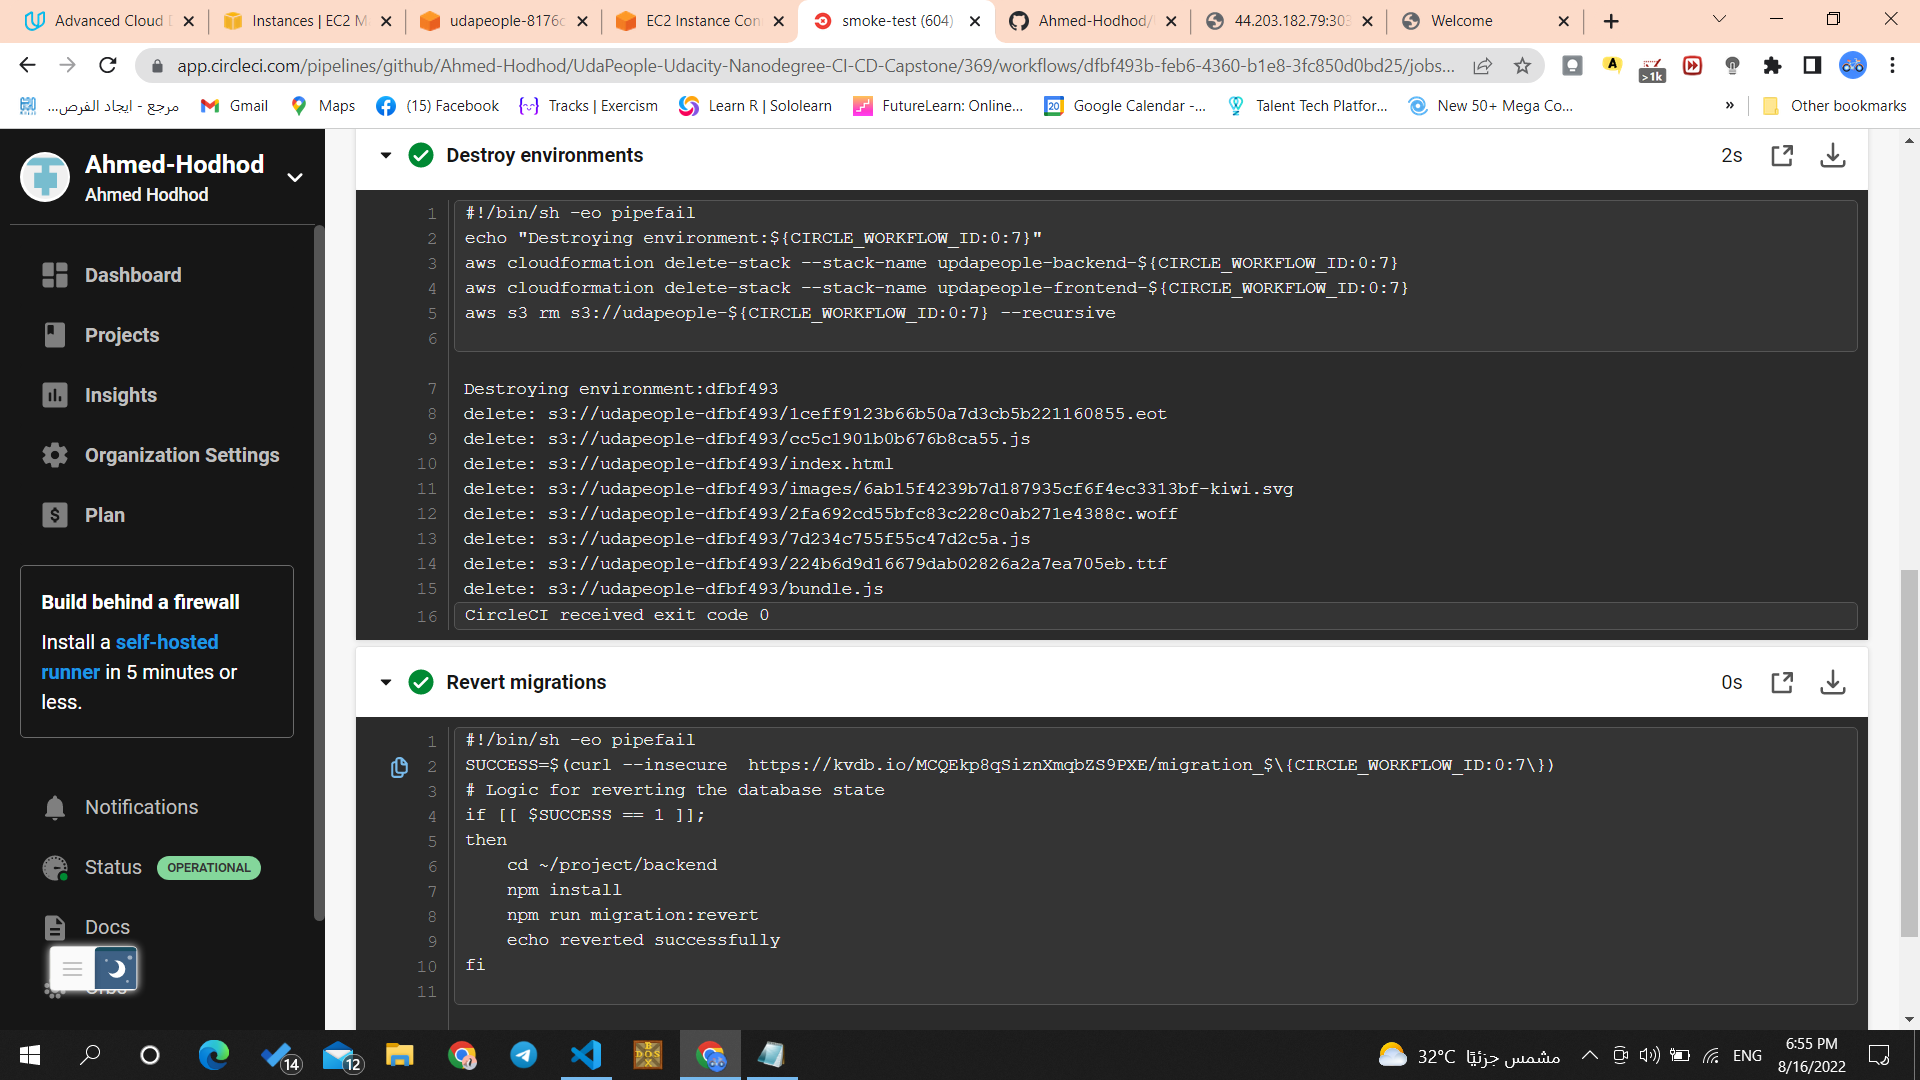 Advanced Cloud D
Instances | EC2 M
udapeople-8176c
EC2 Instance Con
smoke-test (604)
Ahmed-Hodhod/
44.203.182.79:303
Welcome
app.circleci.com/pipelines/github/Ahmed-Hodhod/UdaPeople-Udacity-Nanodegree-CI-CD-Capstone/369/workflows/dfbf493b-feb6-4360-b1e8-3fc850d0bd25/jobs...
>1k
مرجع - ايجاد الفرص...
Gmail
Maps
(15) Facebook
Tracks | Exercism
Learn R | Sololearn
FutureLearn: Online...
Google Calendar -...
Talent Tech Platfor...
New 50+ Mega Co...
»
Other bookmarks
Ahmed-Hodhod
Ahmed Hodhod
Dashboard
Projects
Insights
Organization Settings
Plan
Build behind a firewall
Install a self-hosted
runner in 5 minutes or
less.
Notifications
Status OPERATIONAL
Docs
Destroy environments 2s
1 #!/bin/sh -eo pipefail
2 echo "Destroying environment:${CIRCLE_WORKFLOW_ID:0:7}"
3 aws cloudformation delete-stack --stack-name updapeople-backend-${CIRCLE_WORKFLOW_ID:0:7}
4 aws cloudformation delete-stack --stack-name updapeople-frontend-${CIRCLE_WORKFLOW_ID:0:7}
5 aws s3 rm s3://udapeople-${CIRCLE_WORKFLOW_ID:0:7} --recursive
6
7 Destroying environment:dfbf493
8 delete: s3://udapeople-dfbf493/1ceff9123b66b50a7d3cb5b221160855.eot
9 delete: s3://udapeople-dfbf493/cc5c1901b0b676b8ca55.js
10 delete: s3://udapeople-dfbf493/index.html
11 delete: s3://udapeople-dfbf493/images/6ab15f4239b7d187935cf6f4ec3313bf-kiwi.svg
12 delete: s3://udapeople-dfbf493/2fa692cd55bfc83c228c0ab271e4388c.woff
13 delete: s3://udapeople-dfbf493/7d234c755f55c47d2c5a.js
14 delete: s3://udapeople-dfbf493/224b6d9d16679dab02826a2a7ea705eb.ttf
15 delete: s3://udapeople-dfbf493/bundle.js
16 CircleCI received exit code 0
Revert migrations 0s
1 #!/bin/sh -eo pipefail
2 SUCCESS=$(curl --insecure  https://kvdb.io/MCQEkp8qSiznXmqbZS9PXE/migration_$\{CIRCLE_WORKFLOW_ID:0:7\})
3 # Logic for reverting the database state
4 if [[ $SUCCESS == 1 ]];
5 then
6 cd ~/project/backend
7 npm install
8 npm run migration:revert
9 echo reverted successfully
10 fi
11
14
12
32°C مشمس جزئيًا
ENG
6:55 PM
8/16/2022